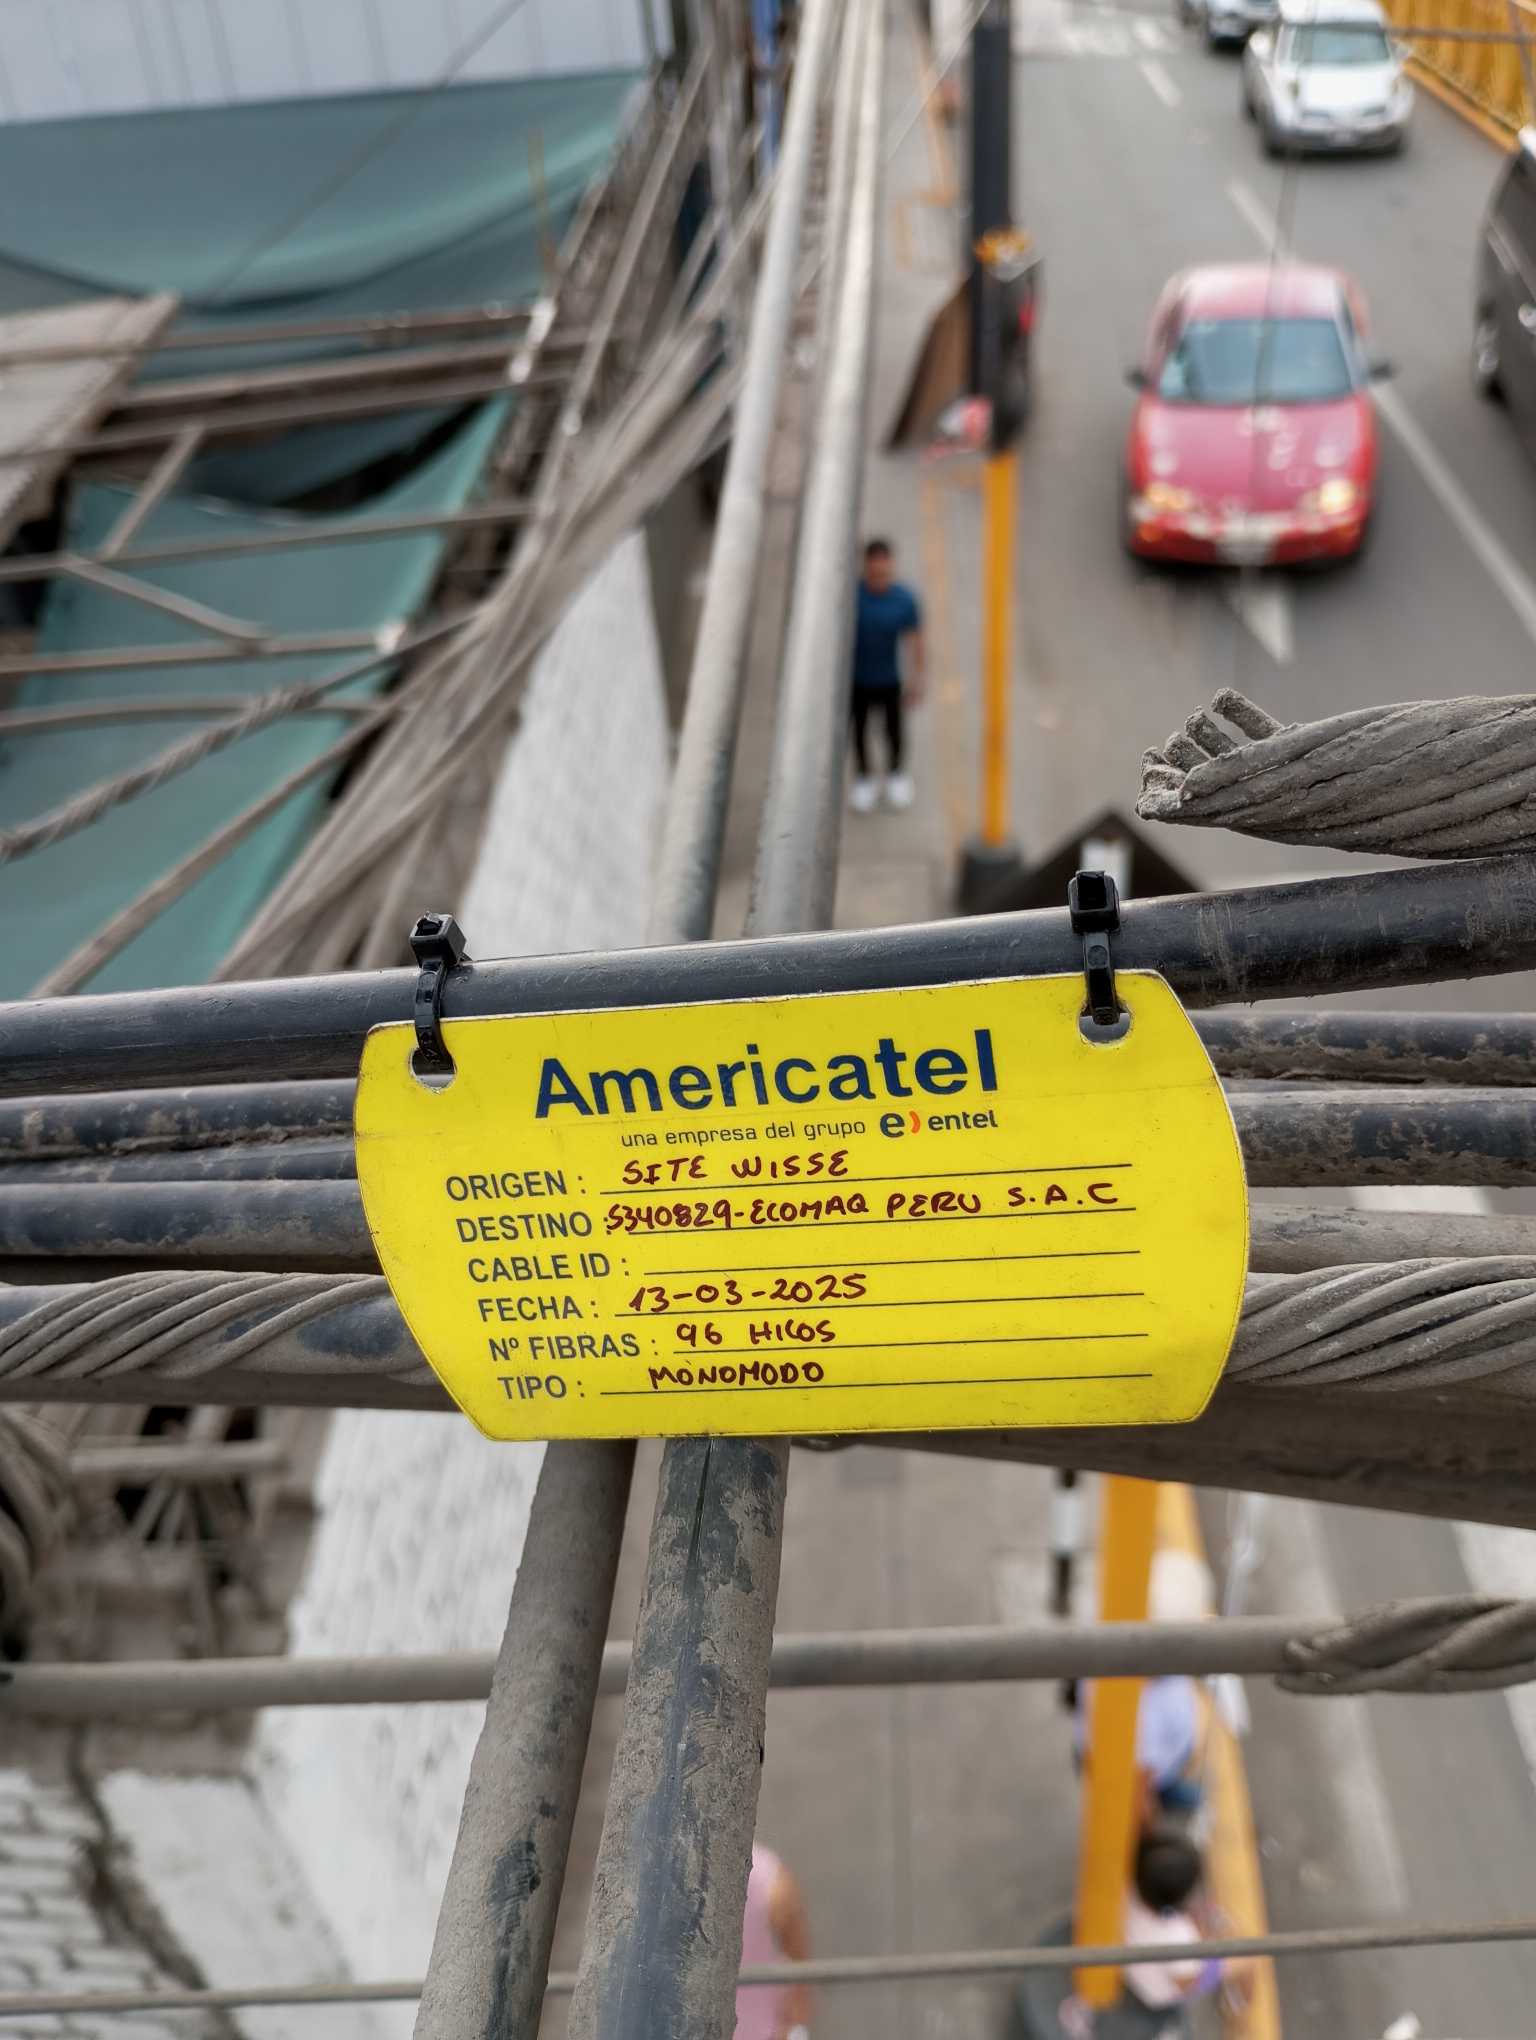 Americatel
una empresa del grupo e) entel
ORIGEN : SITE WISSE
DESTINO : S340829-ECOMAQ PERU S.A.C
CABLE ID :
FECHA : 13-03-2025
Nº FIBRAS : 96 HILOS
TIPO : MONOMODO